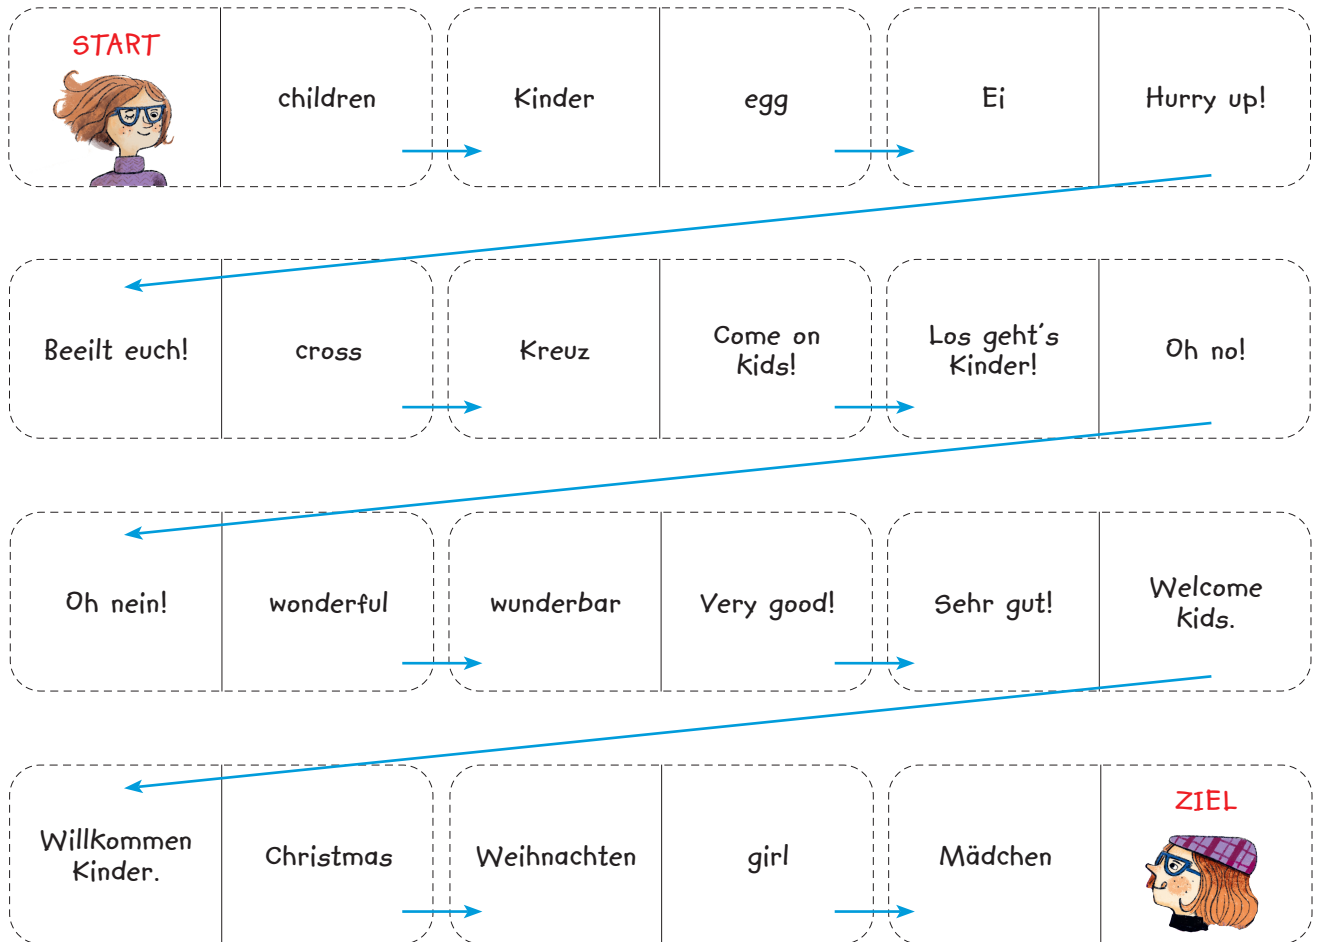 START
children
Kinder
egg
Ei
Hurry up!
Beeilt euch!
cross
Kreuz
Come on
kids!
Los geht's
Kinder!
Oh no!
Oh nein!
wonderful
wunderbar
Very good!
Sehr gut!
Welcome
kids.
Willkommen
Kinder.
Christmas
Weihnachten
girl
Mädchen
ZIEL